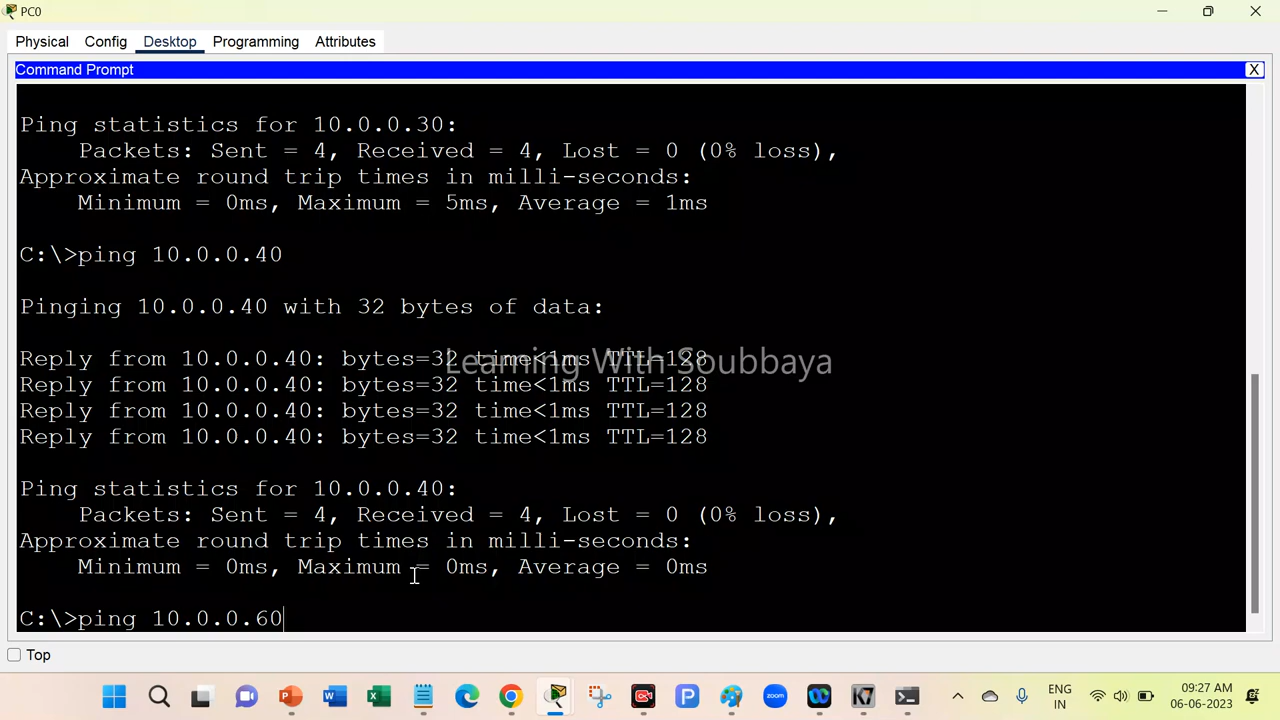 PC0
Physical Config Desktop Programming Attributes
Command Prompt X
Ping statistics for 10.0.0.30:
Packets: Sent = 4, Received = 4, Lost = 0 (0% loss),
Approximate round trip times in milli-seconds:
Minimum = 0ms, Maximum = 5ms, Average = 1ms
C:\>ping 10.0.0.40
Pinging 10.0.0.40 with 32 bytes of data:
Reply from 10.0.0.40: bytes=32 time<1ms TTL=128
Learning With Soubbaya
Reply from 10.0.0.40: bytes=32 time<1ms TTL=128
Reply from 10.0.0.40: bytes=32 time<1ms TTL=128
Reply from 10.0.0.40: bytes=32 time<1ms TTL=128
Ping statistics for 10.0.0.40:
Packets: Sent = 4, Received = 4, Lost = 0 (0% loss),
Approximate round trip times in milli-seconds:
Minimum = 0ms, Maximum = 0ms, Average = 0ms
C:\>ping 10.0.0.60
Top
zoom
K7
ENG
IN
09:27 AM
06-06-2023